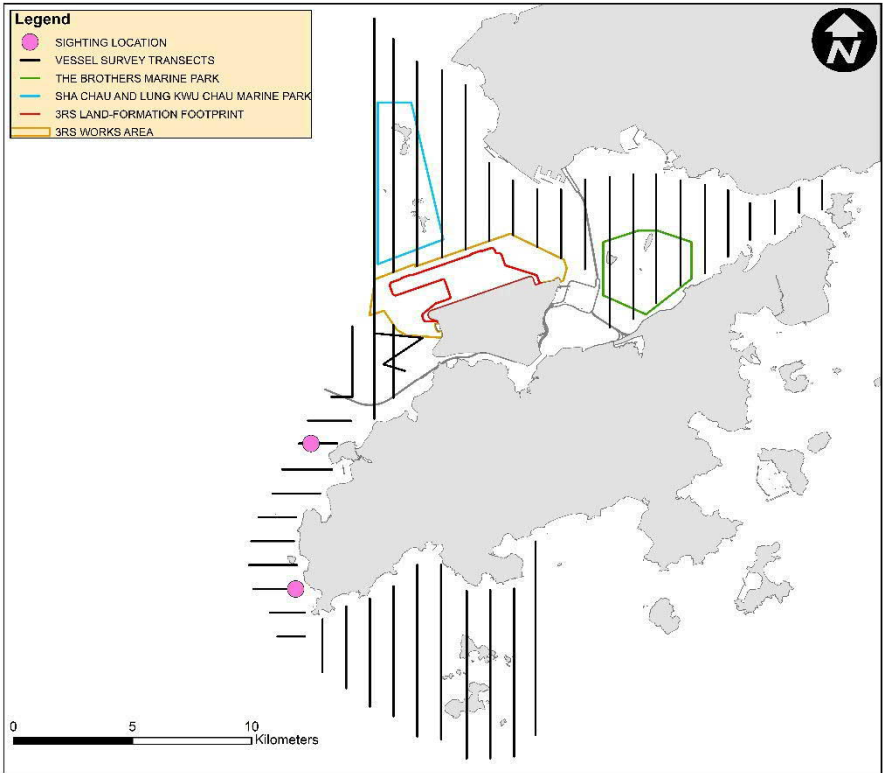 Legend
SIGHTING LOCATION
VESSEL SURVEY TRANSECTS
THE BROTHERS MARINE PARK
SHA CHAU AND LUNG KWU CHAU MARINE PARK
3RS LAND-FORMATION FOOTPRINT
3RS WORKS AREA
N
0 5 10
Kilometers